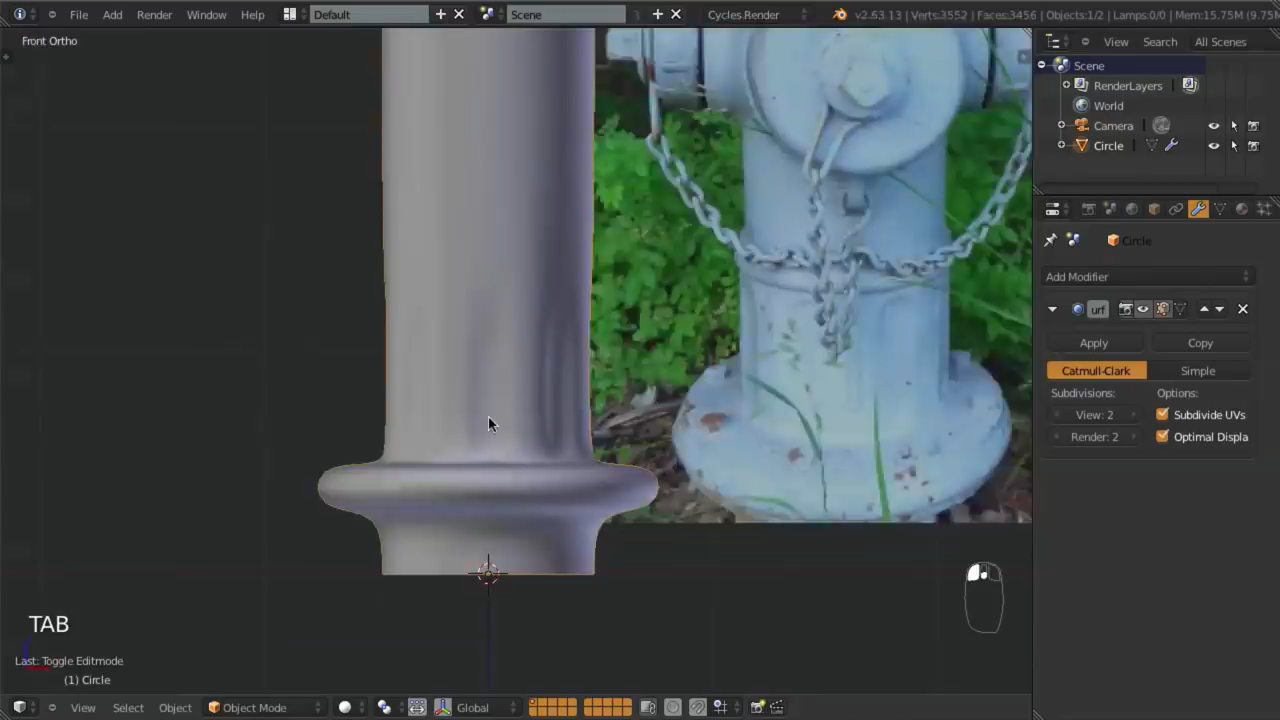 File Add Render Window Help Default Scene Cycles Render v2.63.13 | Verts:3552 | Faces:3456 | Objects:1/2 | Lamps:0/0 | Mem:15.75M (9.75M
Front Ortho
View Search All Scenes
Scene
RenderLayers
World
Camera
Circle
Circle
Add Modifier
urf
Apply Copy
Catmull-Clark Simple
Subdivisions: Options:
View: 2 Subdivide UVs
Render: 2 Optimal Displa
TAB
Last: Toggle Editmode
(1) Circle
View Select Object Object Mode Global